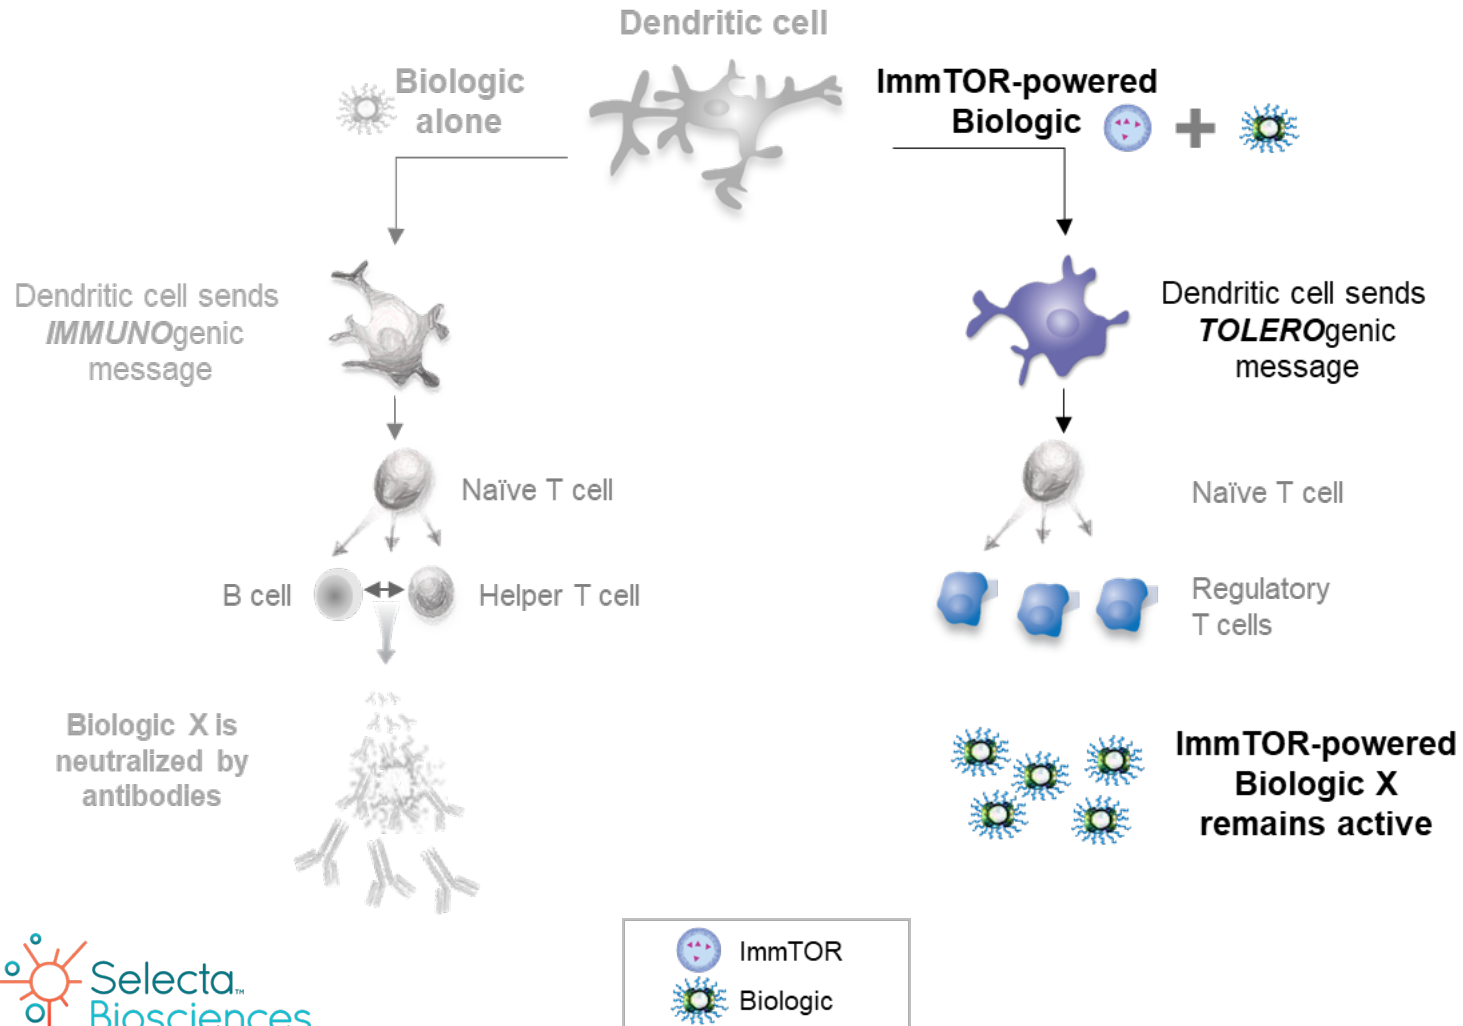 Dendritic cell
Biologic
alone
ImmTOR-powered
Biologic
Dendritic cell sends
IMMUNOgenic
message
Dendritic cell sends
TOLEROgenic
message
Naïve T cell
Naïve T cell
B cell
Helper T cell
Regulatory
T cells
Biologic X is
neutralized by
antibodies
ImmTOR-powered
Biologic X
remains active
Selecta™
Biosciences
ImmTOR
Biologic